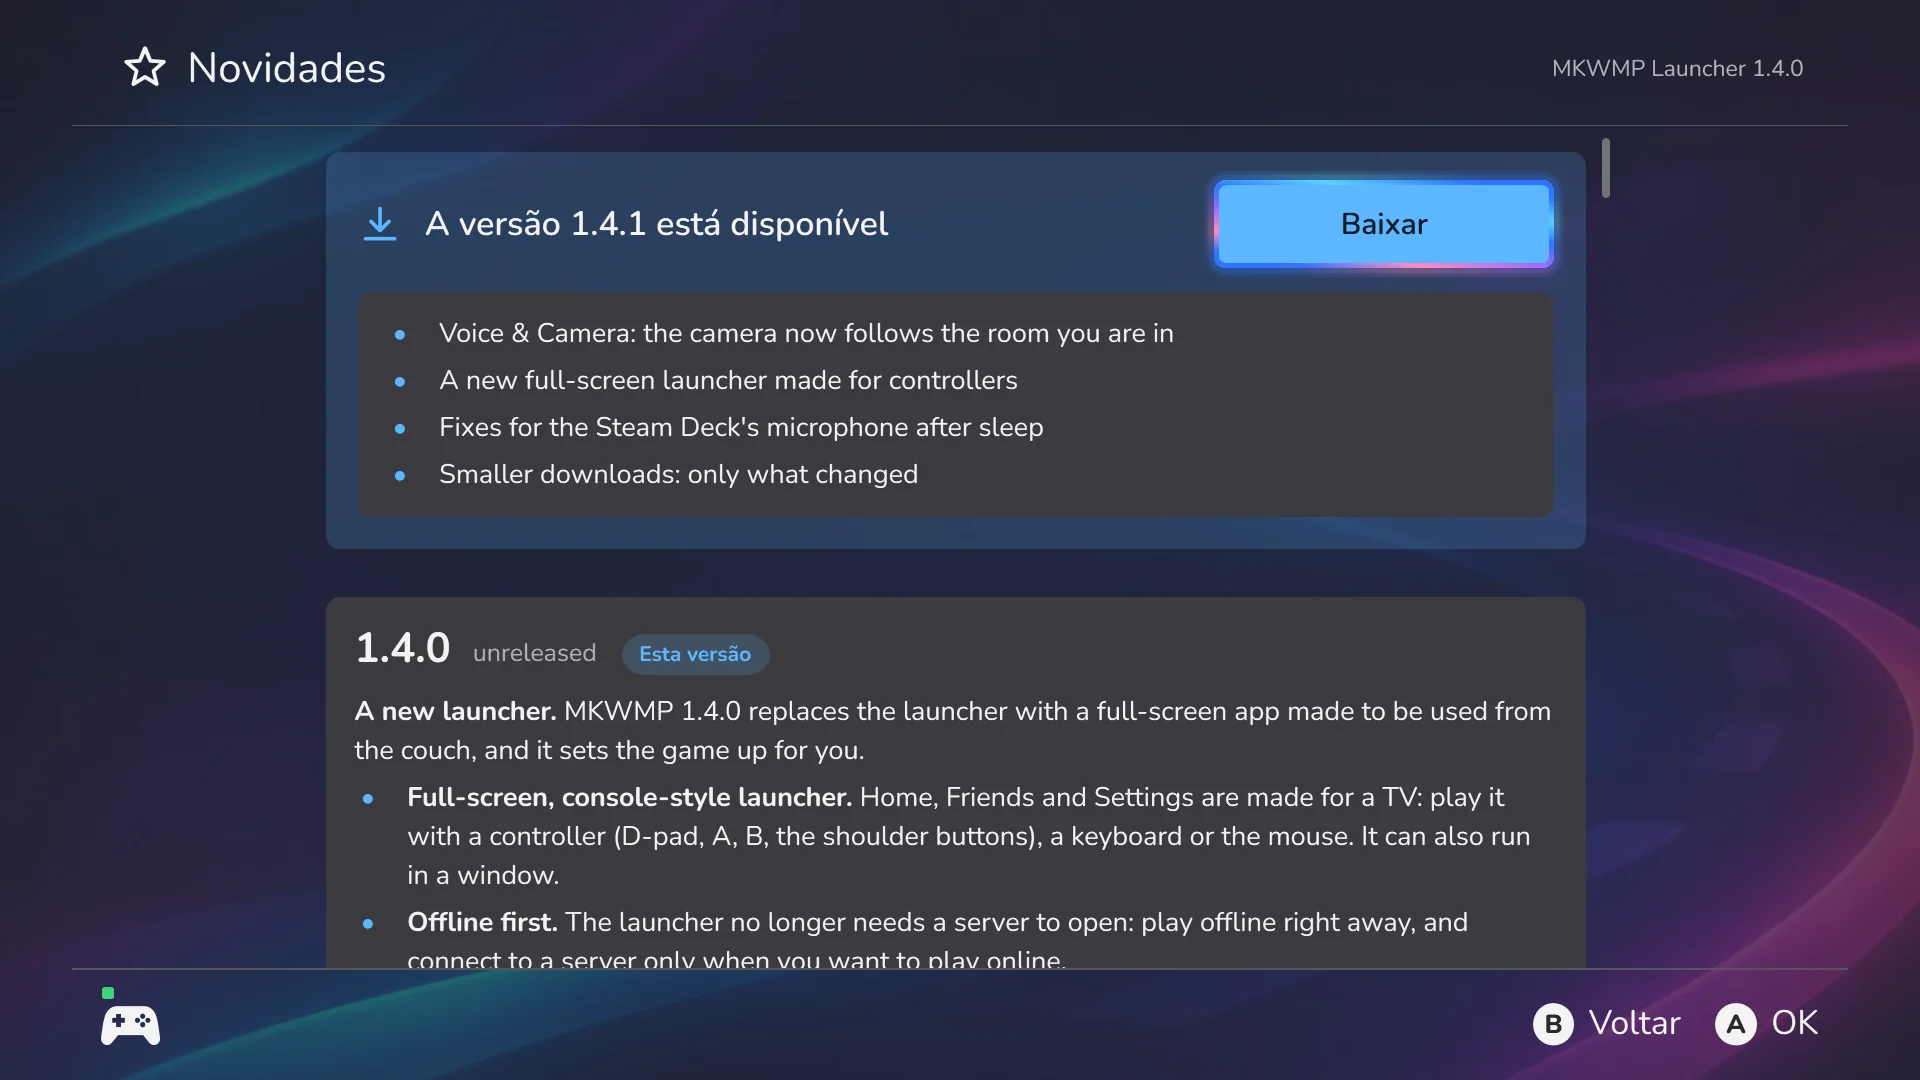 Novidades
MKWMP Launcher 1.4.0
A versão 1.4.1 está disponível
Baixar
Voice & Camera: the camera now follows the room you are in
A new full-screen launcher made for controllers
Fixes for the Steam Deck's microphone after sleep
Smaller downloads: only what changed
1.4.0 unreleased Esta versão
A new launcher. MKWMP 1.4.0 replaces the launcher with a full-screen app made to be used from
the couch, and it sets the game up for you.
Full-screen, console-style launcher. Home, Friends and Settings are made for a TV: play it
with a controller (D-pad, A, B, the shoulder buttons), a keyboard or the mouse. It can also run
in a window.
Offline first. The launcher no longer needs a server to open: play offline right away, and
connect to a server only when you want to play online.
B Voltar A OK